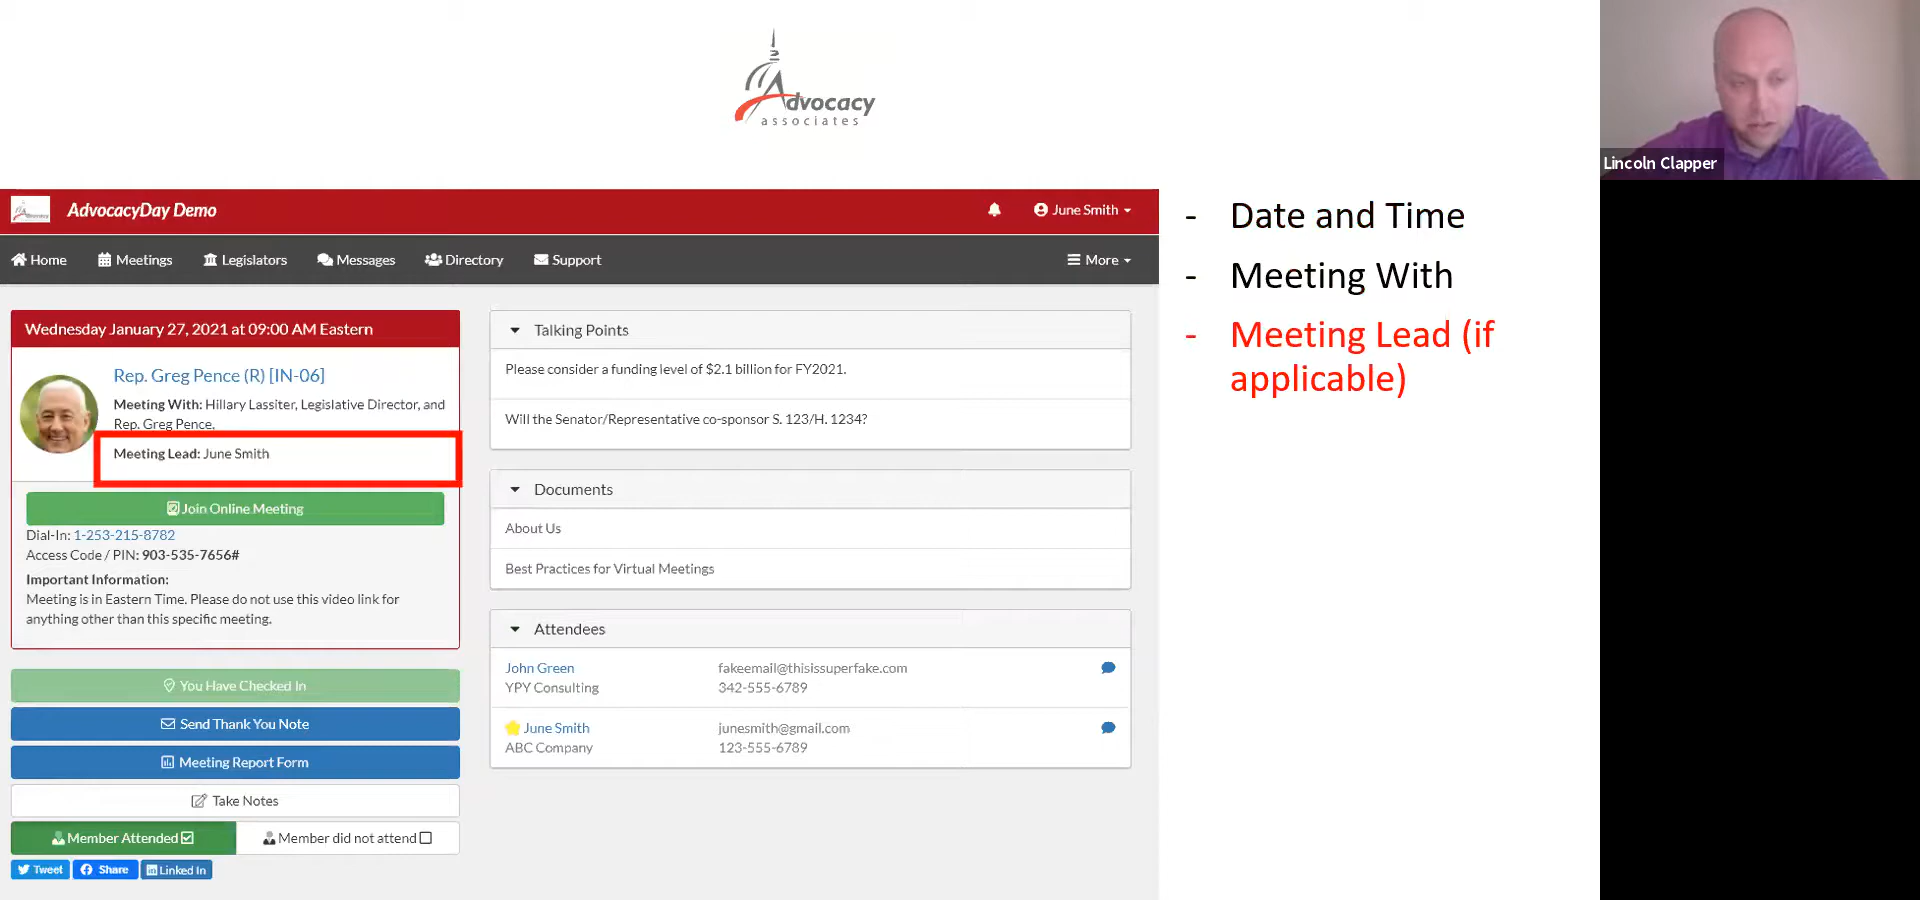 Advocacy
associates
Lincoln Clapper
AdvocacyDay Demo
June Smith
Home
Meetings
Legislators
Messages
Directory
Support
More
Wednesday January 27, 2021 at 09:00 AM Eastern
Rep. Greg Pence (R) [IN-06]
Meeting With: Hillary Lassiter, Legislative Director, and
Rep. Greg Pence.
Meeting Lead: June Smith
Join Online Meeting
Dial-In: 1-253-215-8782
Access Code / PIN: 903-535-7656#
Important Information:
Meeting is in Eastern Time. Please do not use this video link for
anything other than this specific meeting.
You Have Checked In
Send Thank You Note
Meeting Report Form
Take Notes
Member Attended
Member did not attend
Tweet
Share
Linked In
Talking Points
Please consider a funding level of $2.1 billion for FY2021.
Will the Senator/Representative co-sponsor S. 123/H. 1234?
Documents
About Us
Best Practices for Virtual Meetings
Attendees
John Green
fakeemail@thisissuperfake.com
YPY Consulting
342-555-6789
June Smith
junesmith@gmail.com
ABC Company
123-555-6789
- Date and Time
- Meeting With
- Meeting Lead (if
applicable)